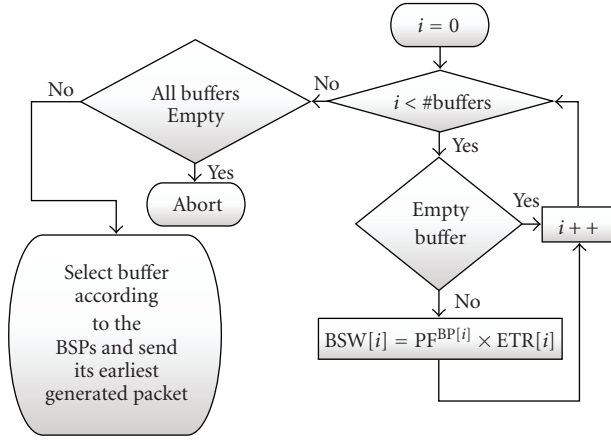 i = 0
i < #buffers
No
All buffers
Empty
No
Yes
Abort
Select buffer
according
to the
BSPs and send
its earliest
generated packet
Yes
Empty
buffer
Yes
i + +
No
BSW[i] = PF^BP[i] × ETR[i]